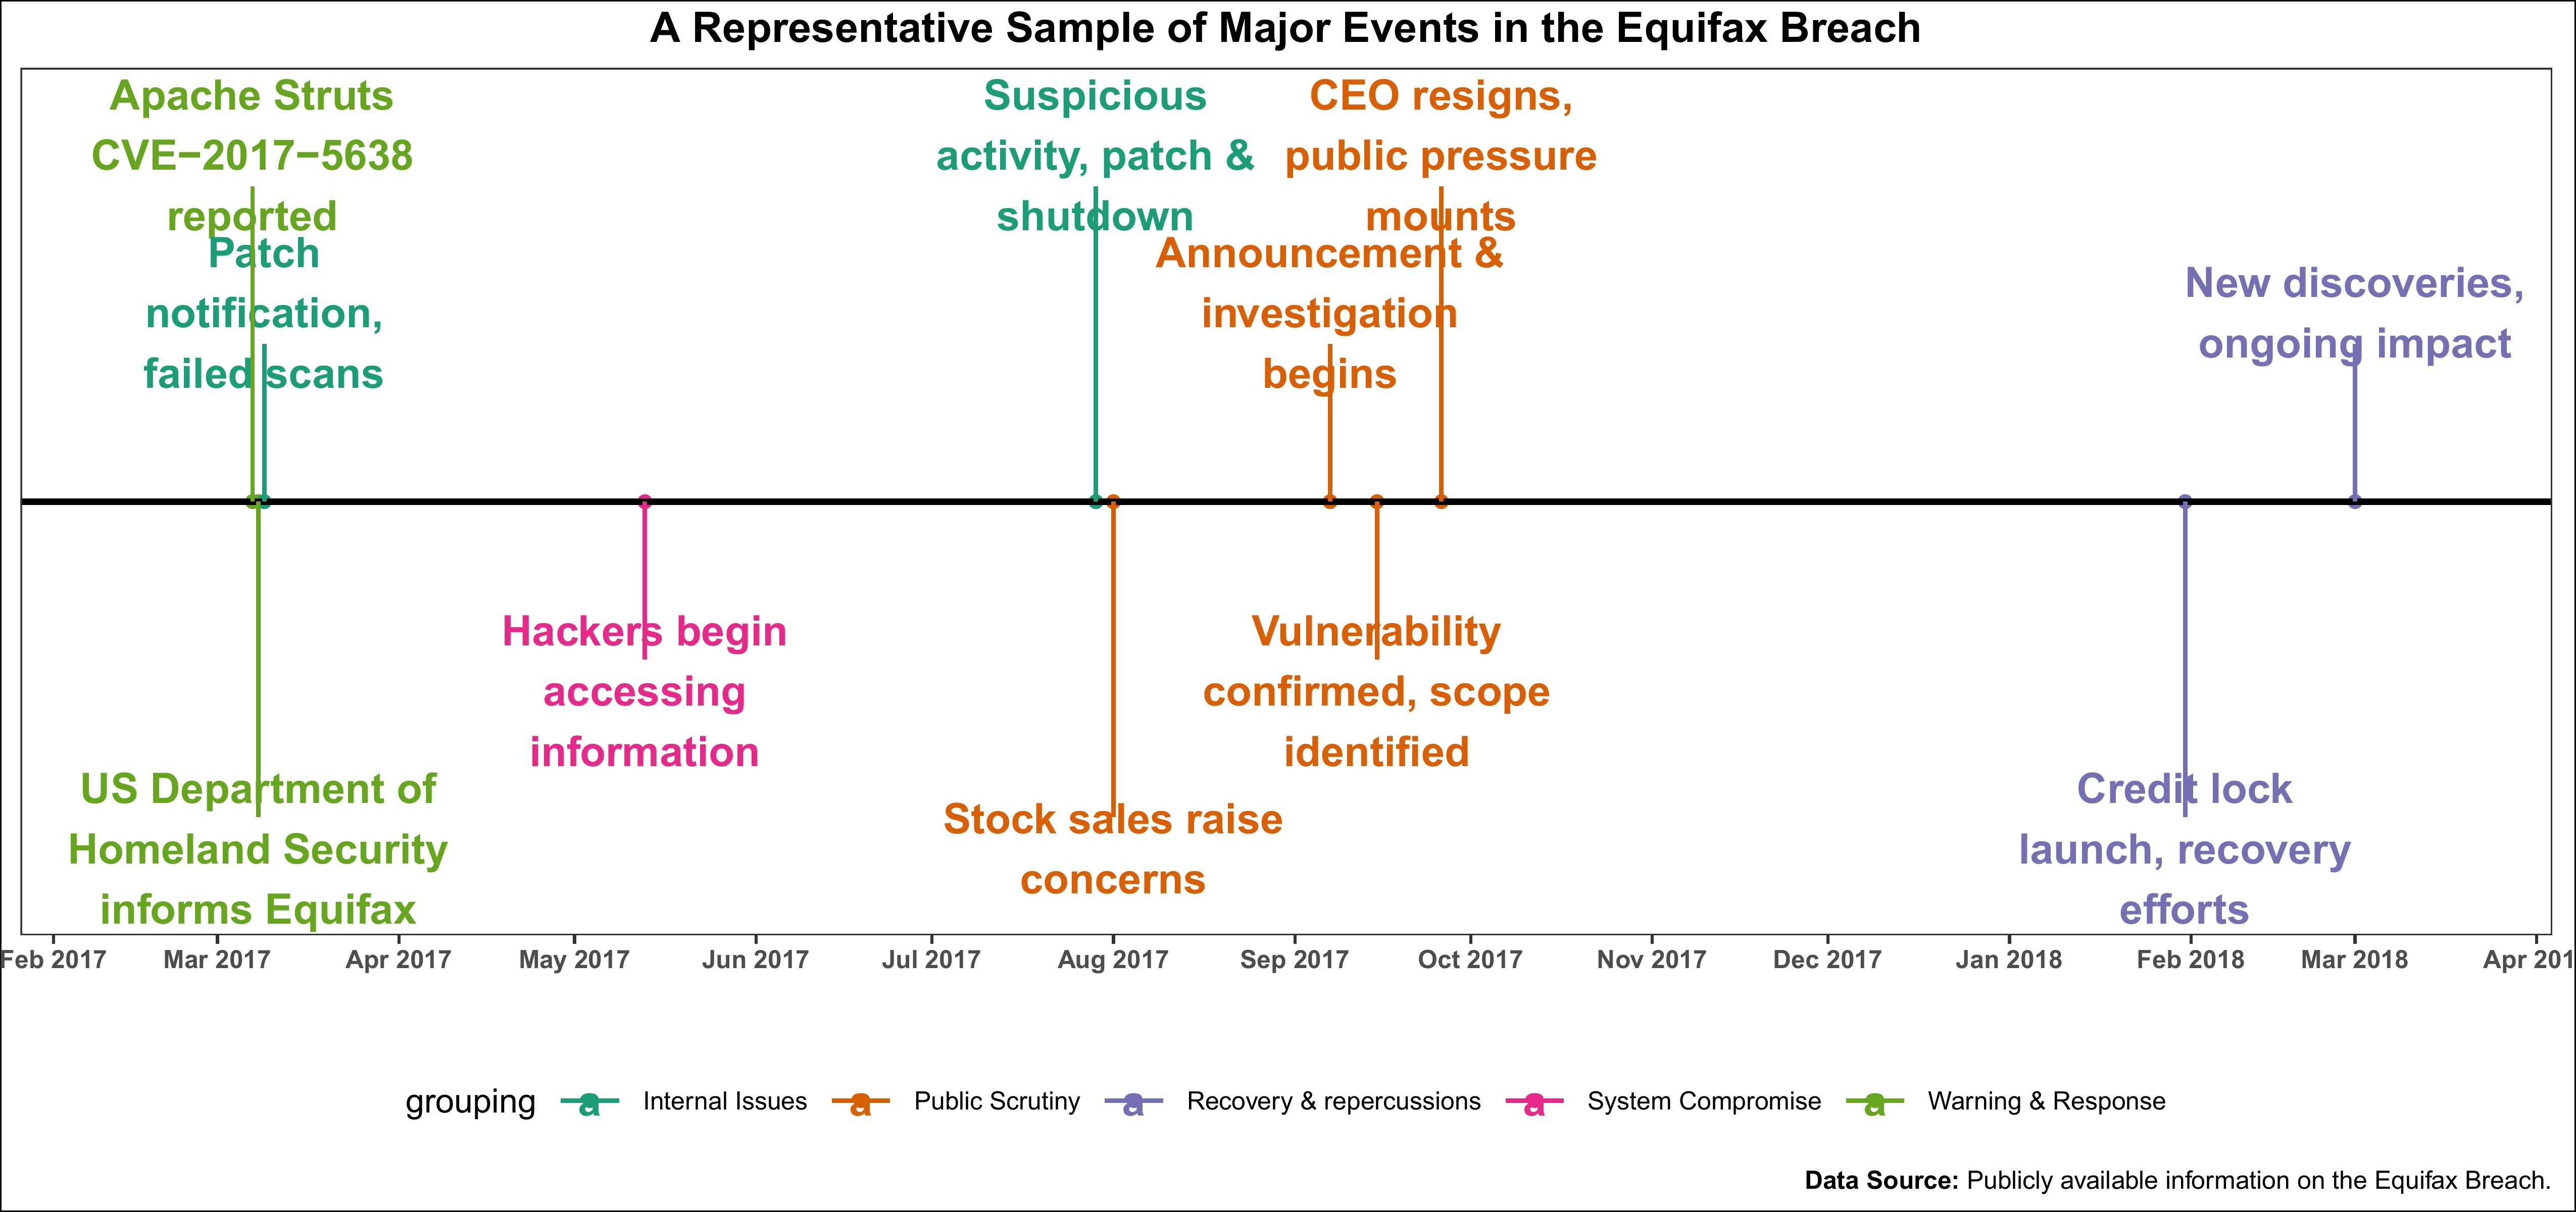 A Representative Sample of Major Events in the Equifax Breach
Apache Struts
CVE−2017−5638
reported
Patch
notification,
failed scans
Suspicious
activity, patch &
shutdown
CEO resigns,
public pressure
mounts
Announcement &
investigation
begins
New discoveries,
ongoing impact
Hackers begin
accessing
information
Vulnerability
confirmed, scope
identified
US Department of
Homeland Security
informs Equifax
Stock sales raise
concerns
Credit lock
launch, recovery
efforts
Feb 2017 Mar 2017 Apr 2017 May 2017 Jun 2017 Jul 2017 Aug 2017 Sep 2017 Oct 2017 Nov 2017 Dec 2017 Jan 2018 Feb 2018 Mar 2018 Apr 201
grouping a Internal Issues a Public Scrutiny a Recovery & repercussions a System Compromise a Warning & Response
Data Source: Publicly available information on the Equifax Breach.